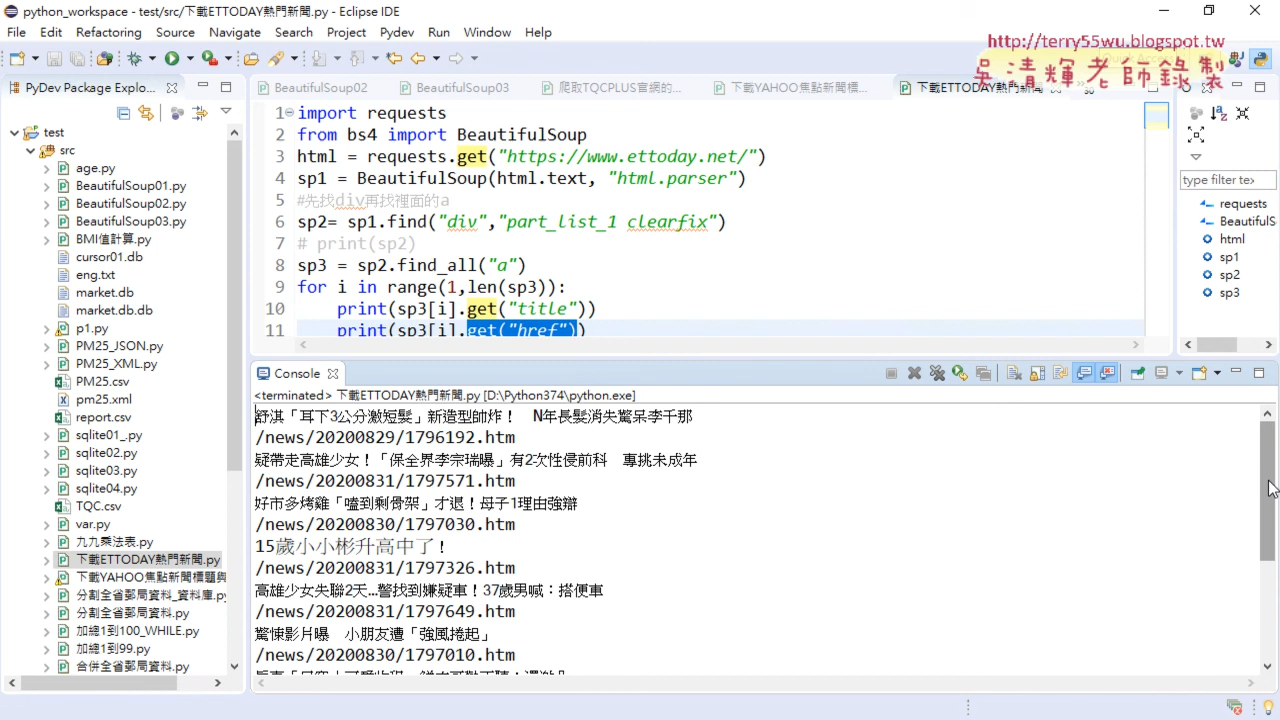 python_workspace - test/src/下載ETTODAY熱門新聞.py - Eclipse IDE
File Edit Refactoring Source Navigate Search Project Pydev Run Window Help
http://terry55wu.blogspot.tw
吳清輝老師錄製
PyDev Package Explo...
BeautifulSoup02
BeautifulSoup03
爬取TQCPLUS官網的...
下載YAHOO焦點新聞標...
下載ETTODAY熱門新聞
test
src
age.py
BeautifulSoup01.py
BeautifulSoup02.py
BeautifulSoup03.py
BMI值計算.py
cursor01.db
eng.txt
market.db
market.db.db
p1.py
PM25_JSON.py
PM25_XML.py
PM25.csv
pm25.xml
report.csv
sqlite01_.py
sqlite02.py
sqlite03.py
sqlite04.py
TQC.csv
var.py
九九乘法表.py
下載ETTODAY熱門新聞.py
下載YAHOO焦點新聞標題與
分割全省郵局資料_資料庫.py
分割全省郵局資料.py
加總1到100_WHILE.py
加總1到99.py
合併全省郵局資料.py
1 import requests
2 from bs4 import BeautifulSoup
3 html = requests.get("https://www.ettoday.net/")
4 sp1 = BeautifulSoup(html.text, "html.parser")
5 #先找div再找裡面的a
6 sp2= sp1.find("div","part_list_1 clearfix")
7 # print(sp2)
8 sp3 = sp2.find_all("a")
9 for i in range(1,len(sp3)):
10 print(sp3[i].get("title"))
11 print(sp3[i].get("href"))
type filter te>
requests
BeautifulS
html
sp1
sp2
sp3
Console
<terminated> 下載ETTODAY熱門新聞.py [D:\Python374\python.exe]
舒淇「耳下3公分激短髮」新造型帥炸！ N年長髮消失驚呆李千那
/news/20200829/1796192.htm
疑帶走高雄少女！「保全界李宗瑞曝」有2次性侵前科 專挑未成年
/news/20200831/1797571.htm
好市多烤雞「嗑到剩骨架」才退！母子1理由強辯
/news/20200830/1797030.htm
15歲小小彬升高中了！
/news/20200831/1797326.htm
高雄少女失聯2天…警找到嫌疑車！37歲男喊：搭便車
/news/20200831/1797649.htm
驚悚影片曝 小朋友遭「強風捲起」
/news/20200830/1797010.htm